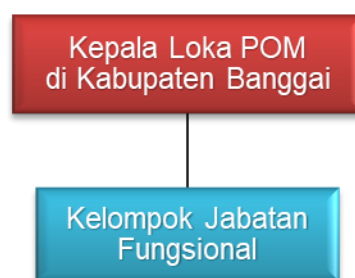 Kepala Loka POM
di Kabupaten Banggai
Kelompok Jabatan
Fungsional